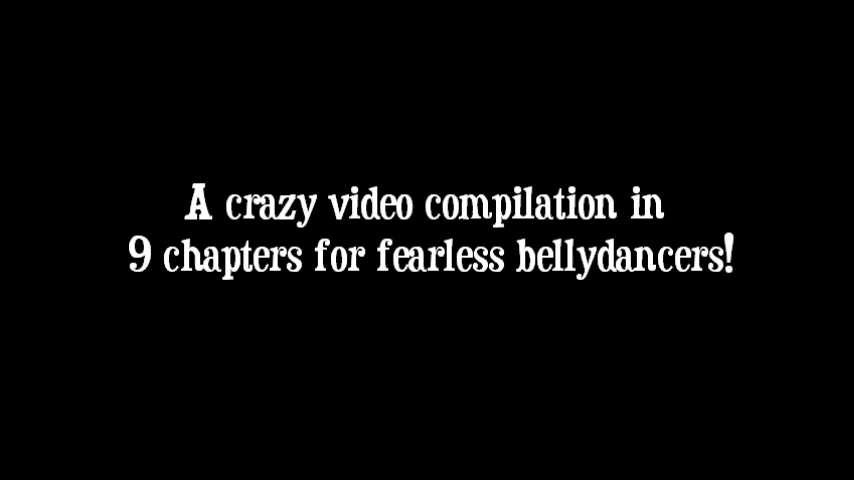 A crazy video compilation in
9 chapters for fearless bellydancers!